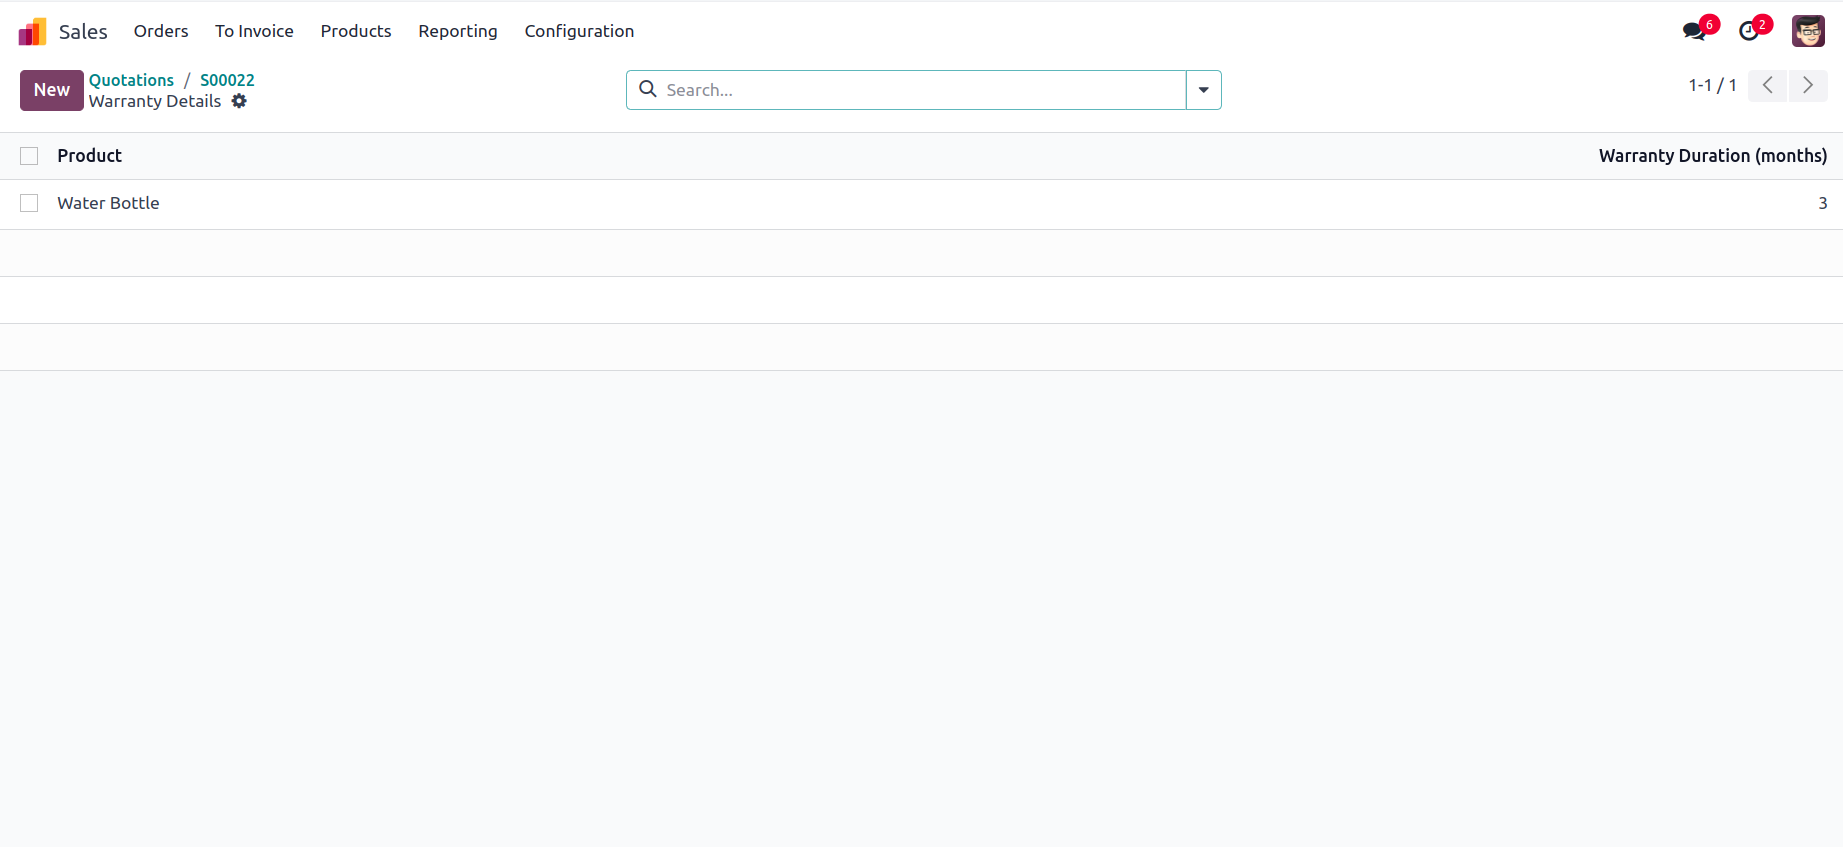 Sales Orders To Invoice Products Reporting Configuration 6 2
New Quotations / S00022
Warranty Details
Search...
1-1 / 1
Product Warranty Duration (months)
Water Bottle 3